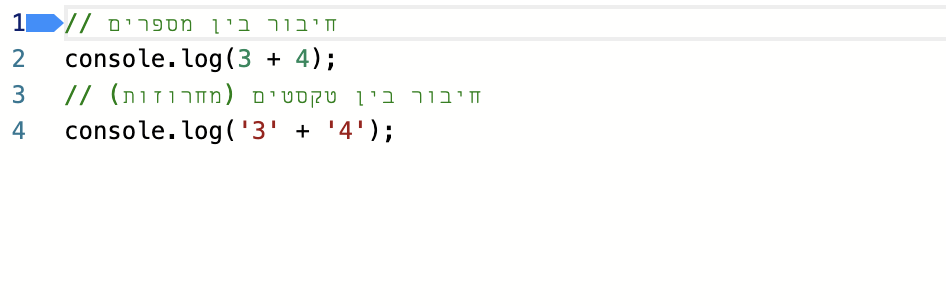 1 // חיבור בין מספרים
2 console.log(3 + 4);
3 // חיבור בין טקסטים (מחרוזות)
4 console.log('3' + '4');